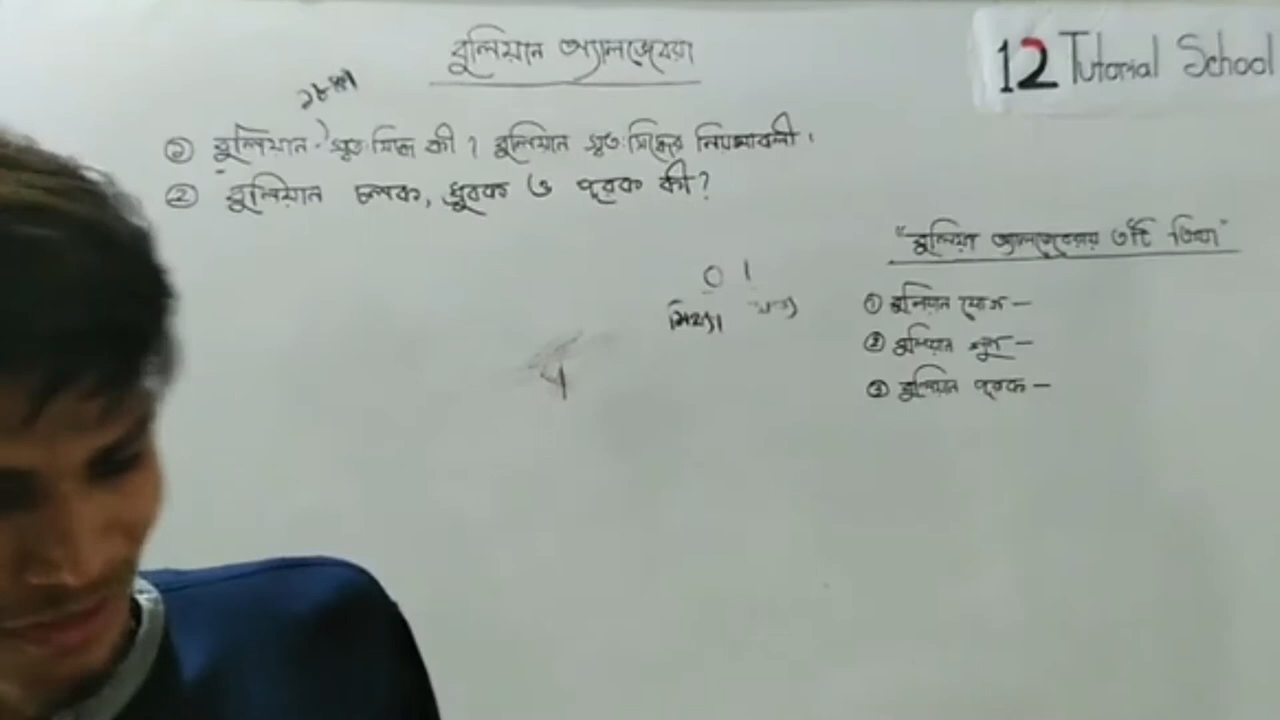 বুলিয়ান অ্যালজেবরা
12 Tutorial School
① বুলিয়ান স্বতঃসিদ্ধ কী? বুলিয়ান স্বতঃসিদ্ধের নিয়মাবলী।
② বুলিয়ান চলক, ধ্রুবক ও পূরক কী?
"বুলিয়া অ্যালজেবরায় ৩টি ক্রিয়া"
0 1
মিথ্যা সত্য
① বুলিয়ান যোগ –
② বুলিয়ান গুণ –
③ বুলিয়ান পূরক –